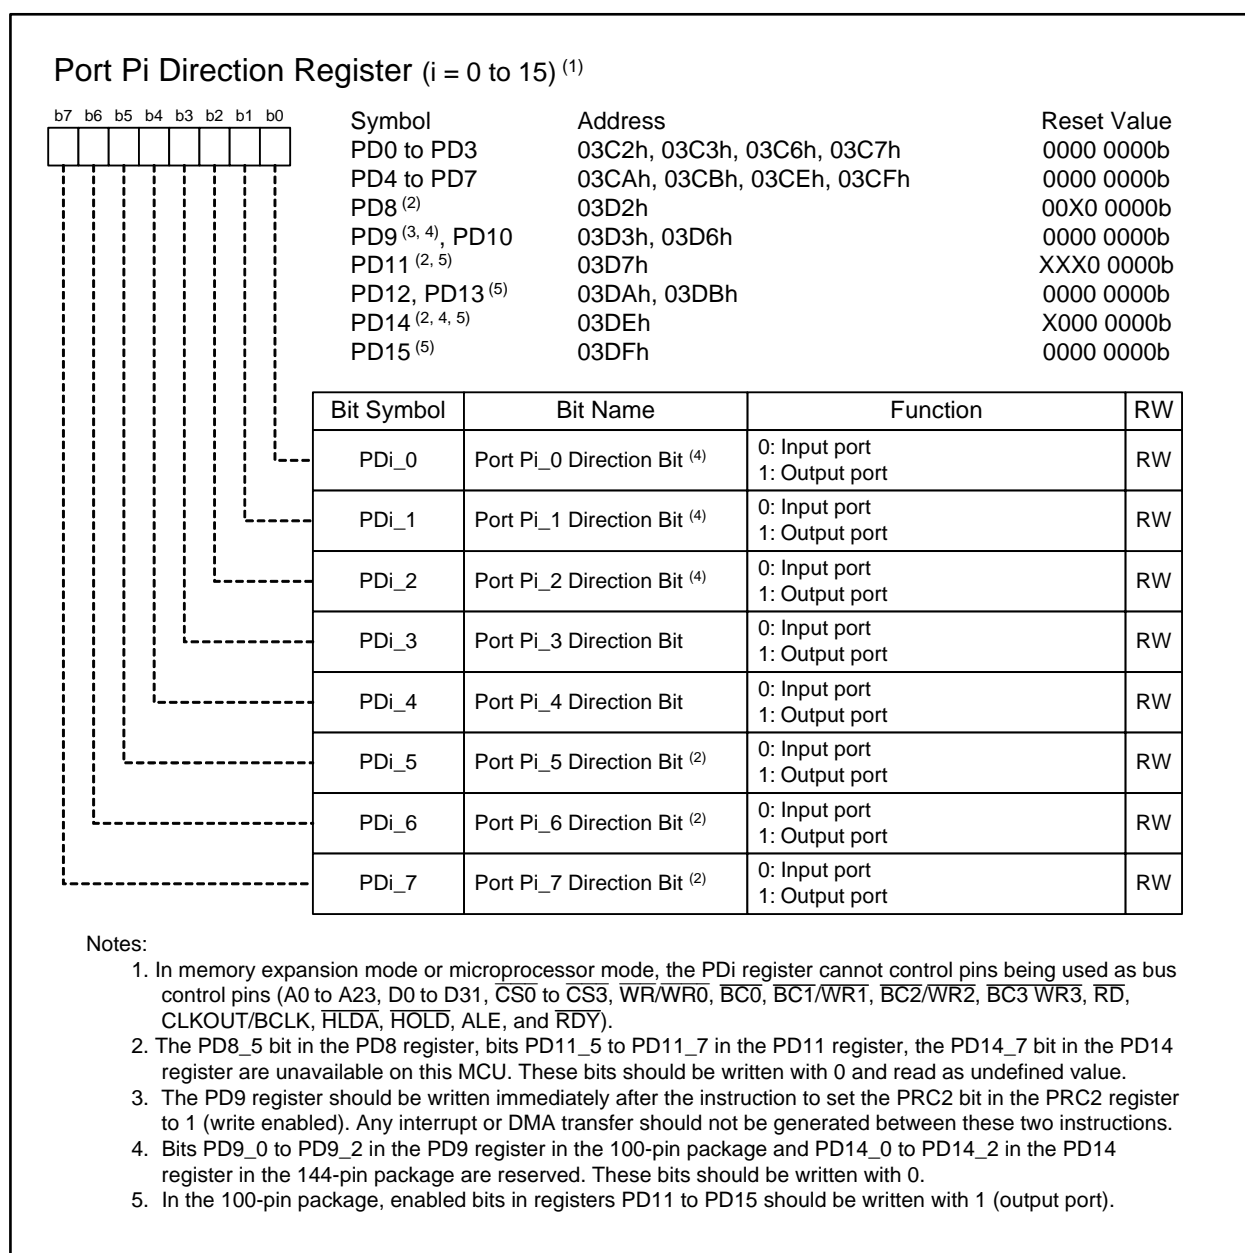 Port Pi Direction Register (i = 0 to 15) (1)
b7 b6 b5 b4 b3 b2 b1 b0
Symbol Address Reset Value
PD0 to PD3 03C2h, 03C3h, 03C6h, 03C7h 0000 0000b
PD4 to PD7 03CAh, 03CBh, 03CEh, 03CFh 0000 0000b
PD8 (2) 03D2h 00X0 0000b
PD9 (3, 4), PD10 03D3h, 03D6h 0000 0000b
PD11 (2, 5) 03D7h XXX0 0000b
PD12, PD13 (5) 03DAh, 03DBh 0000 0000b
PD14 (2, 4, 5) 03DEh X000 0000b
PD15 (5) 03DFh 0000 0000b
Bit Symbol Bit Name Function RW
PDi_0 Port Pi_0 Direction Bit (4) 0: Input port
1: Output port RW
PDi_1 Port Pi_1 Direction Bit (4) 0: Input port
1: Output port RW
PDi_2 Port Pi_2 Direction Bit (4) 0: Input port
1: Output port RW
PDi_3 Port Pi_3 Direction Bit 0: Input port
1: Output port RW
PDi_4 Port Pi_4 Direction Bit 0: Input port
1: Output port RW
PDi_5 Port Pi_5 Direction Bit (2) 0: Input port
1: Output port RW
PDi_6 Port Pi_6 Direction Bit (2) 0: Input port
1: Output port RW
PDi_7 Port Pi_7 Direction Bit (2) 0: Input port
1: Output port RW
Notes:
1. In memory expansion mode or microprocessor mode, the PDi register cannot control pins being used as bus
control pins (A0 to A23, D0 to D31, CS0 to CS3, WR/WR0, BC0, BC1/WR1, BC2/WR2, BC3 WR3, RD,
CLKOUT/BCLK, HLDA, HOLD, ALE, and RDY).
2. The PD8_5 bit in the PD8 register, bits PD11_5 to PD11_7 in the PD11 register, the PD14_7 bit in the PD14
register are unavailable on this MCU. These bits should be written with 0 and read as undefined value.
3. The PD9 register should be written immediately after the instruction to set the PRC2 bit in the PRC2 register
to 1 (write enabled). Any interrupt or DMA transfer should not be generated between these two instructions.
4. Bits PD9_0 to PD9_2 in the PD9 register in the 100-pin package and PD14_0 to PD14_2 in the PD14
register in the 144-pin package are reserved. These bits should be written with 0.
5. In the 100-pin package, enabled bits in registers PD11 to PD15 should be written with 1 (output port).